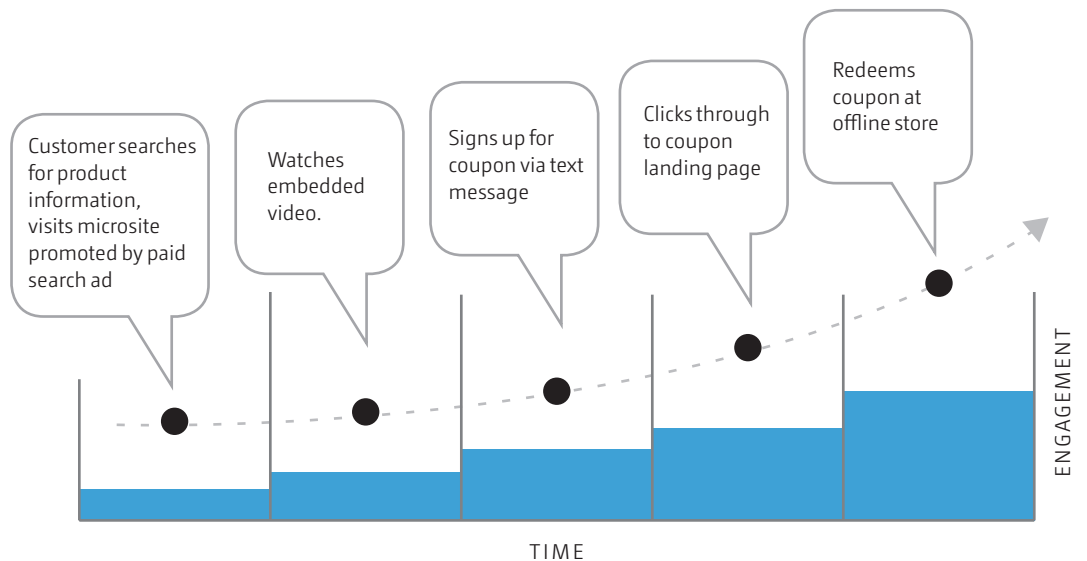 Customer searches
for product
information,
visits microsite
promoted by paid
search ad
Watches
embedded
video.
Signs up for
coupon via text
message
Clicks through
to coupon
landing page
Redeems
coupon at
offline store
ENGAGEMENT
TIME